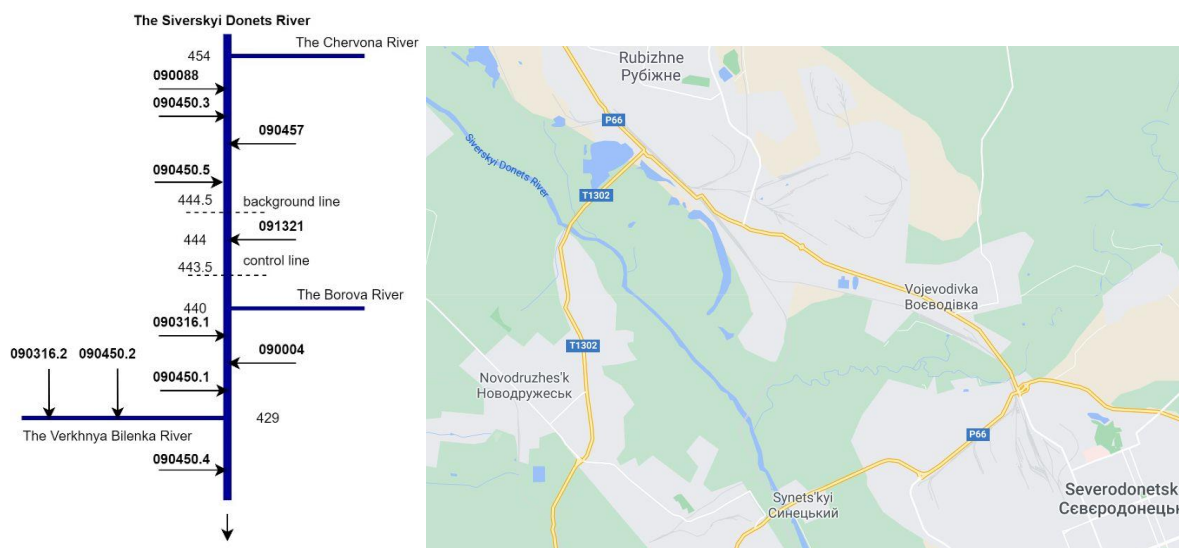 The Siverskyi Donets River
The Chervona River
454
090088
090450.3
090457
090450.5
444.5
background line
091321
444
control line
443.5
The Borova River
440
090316.1
090316.2
090450.2
090004
090450.1
429
The Verkhnya Bilenka River
090450.4
Rubizhne
Рубіжне
P66
Siverskyi Donets River
T1302
Vojevodivka
Воєводівка
T1302
Novodruzhes'k
Новодружеськ
P66
Synets'kyi
Синецький
Severodonetsk
Сєвєродонецьк